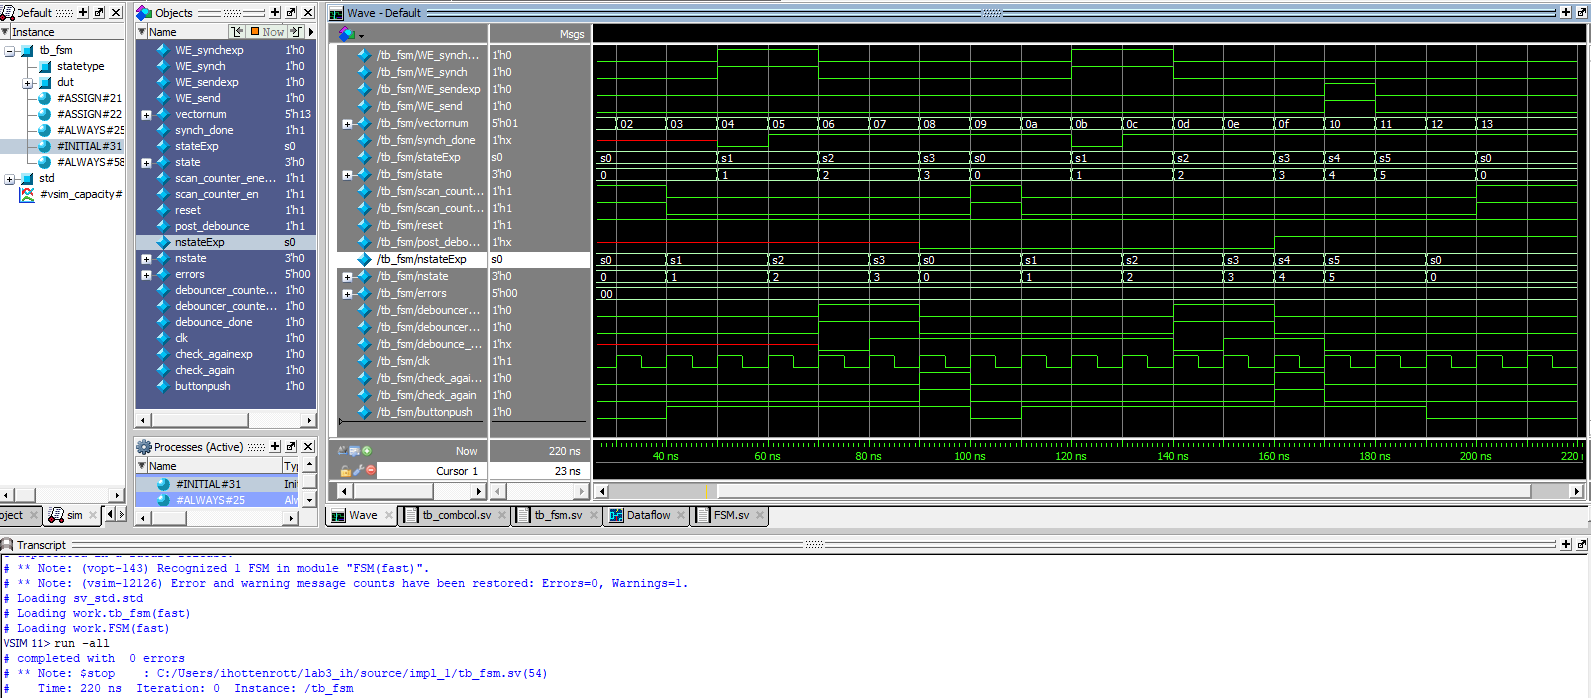 Default
Instance
tb_fsm
statetype
dut
#ASSIGN#21
#ASSIGN#22
#ALWAYS#25
#INITIAL#31
#ALWAYS#58
std
#vsim_capacity#
Objects
Name Now
WE_synchexp 1'h0
WE_synch 1'h0
WE_sendexp 1'h0
WE_send 1'h0
vectornum 5'h13
synch_done 1'h1
stateExp s0
state 3'h0
scan_counter_ene... 1'h1
scan_counter_en 1'h1
reset 1'h1
post_debounce 1'h1
nstateExp s0
nstate 3'h0
errors 5'h00
debouncer_counte... 1'h0
debouncer_counte... 1'h0
debounce_done 1'h0
clk 1'h0
check_againexp 1'h0
check_again 1'h0
buttonpush 1'h0
Processes (Active)
Name Ty
#INITIAL#31 Init
#ALWAYS#25 Alw
Wave - Default
Msgs
/tb_fsm/WE_synch... 1'h0
/tb_fsm/WE_synch 1'h0
/tb_fsm/WE_sendexp 1'h0
/tb_fsm/WE_send 1'h0
/tb_fsm/vectornum 5'h01 02 03 04 05 06 07 08 09 0a 0b 0c 0d 0e 0f 10 11 12 13
/tb_fsm/synch_done 1'hx
/tb_fsm/stateExp s0 s0 s1 s2 s3 s0 s1 s2 s3 s4 s5 s0
/tb_fsm/state 3'h0 0 1 2 3 0 1 2 3 4 5 0
/tb_fsm/scan_count... 1'h1
/tb_fsm/scan_count... 1'h1
/tb_fsm/reset 1'h1
/tb_fsm/post_debo... 1'hx
/tb_fsm/nstateExp s0 s0 s1 s2 s3 s0 s1 s2 s3 s4 s5 s0
/tb_fsm/nstate 3'h0 0 1 2 3 0 1 2 3 4 5 0
/tb_fsm/errors 5'h00 00
/tb_fsm/debouncer... 1'h0
/tb_fsm/debouncer... 1'h0
/tb_fsm/debounce_... 1'hx
/tb_fsm/clk 1'h1
/tb_fsm/check_agai... 1'h0
/tb_fsm/check_again 1'h0
/tb_fsm/buttonpush 1'h0
Now 220 ns 40 ns 60 ns 80 ns 100 ns 120 ns 140 ns 160 ns 180 ns 200 ns 220
Cursor 1 23 ns
oject sim
Wave tb_combcol.sv tb_fsm.sv Dataflow FSM.sv
Transcript
# ** Note: (vopt-143) Recognized 1 FSM in module "FSM(fast)".
# ** Note: (vsim-12126) Error and warning message counts have been restored: Errors=0, Warnings=1.
# Loading sv_std.std
# Loading work.tb_fsm(fast)
# Loading work.FSM(fast)
VSIM 11> run -all
# completed with 0 errors
# ** Note: $stop : C:/Users/ihottenrott/lab3_ih/source/impl_1/tb_fsm.sv(54)
# Time: 220 ns Iteration: 0 Instance: /tb_fsm